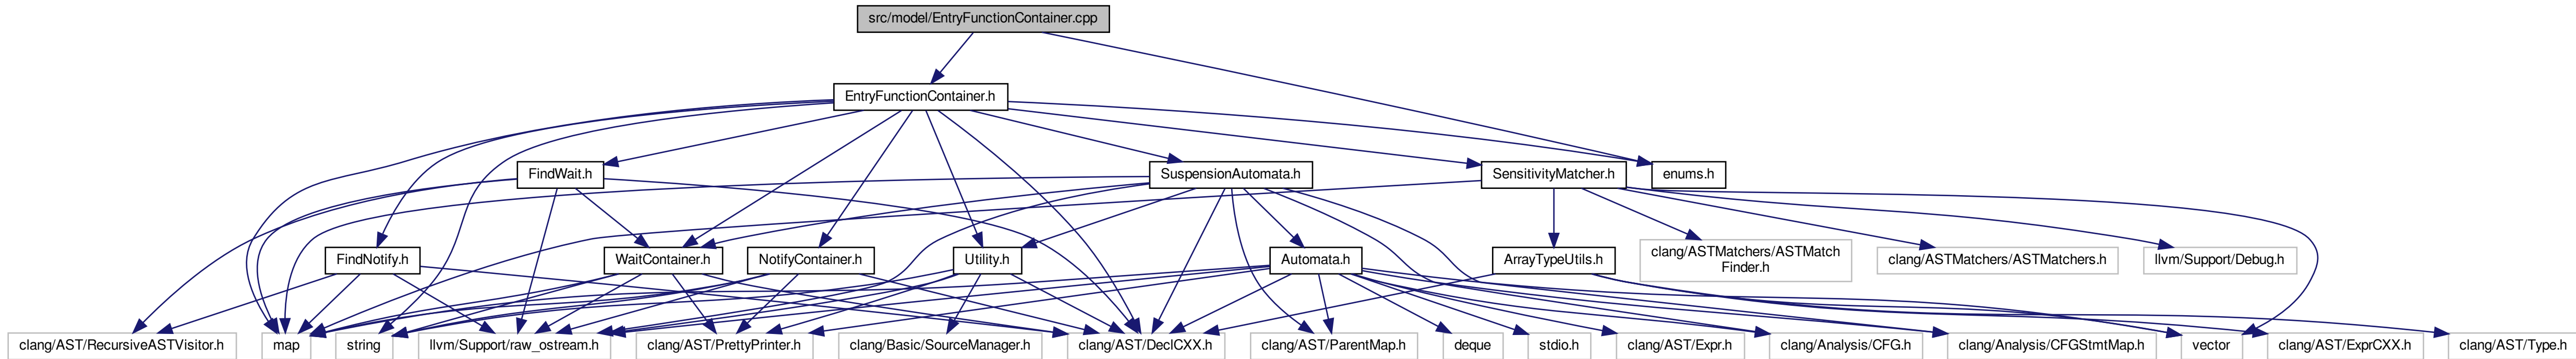 src/model/EntryFunctionContainer.cpp
EntryFunctionContainer.h
FindWait.h
SuspensionAutomata.h
SensitivityMatcher.h
enums.h
FindNotify.h
WaitContainer.h
NotifyContainer.h
Utility.h
Automata.h
ArrayTypeUtils.h
clang/ASTMatchers/ASTMatch
Finder.h
clang/ASTMatchers/ASTMatchers.h
llvm/Support/Debug.h
clang/AST/RecursiveASTVisitor.h
map
string
llvm/Support/raw_ostream.h
clang/AST/PrettyPrinter.h
clang/Basic/SourceManager.h
clang/AST/DeclCXX.h
clang/AST/ParentMap.h
deque
stdio.h
clang/AST/Expr.h
clang/Analysis/CFG.h
clang/Analysis/CFGStmtMap.h
vector
clang/AST/ExprCXX.h
clang/AST/Type.h